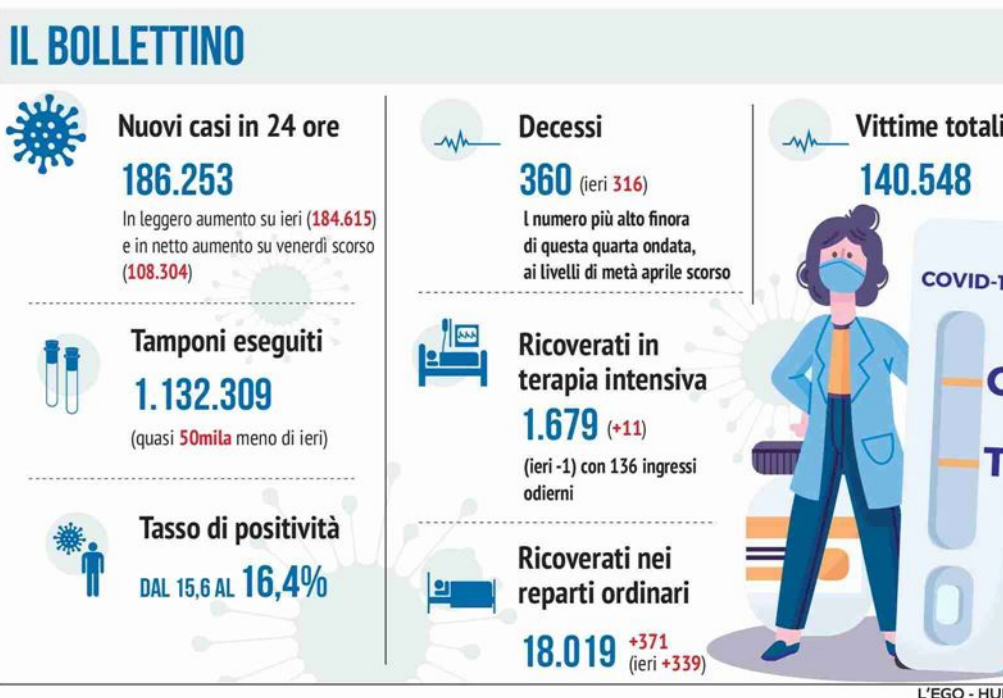 IL BOLLETTINO
Nuovi casi in 24 ore
186.253
In leggero aumento su ieri (184.615)
e in netto aumento su venerdì scorso
(108.304)
Tamponi eseguiti
1.132.309
(quasi 50mila meno di ieri)
Tasso di positività
DAL 15,6 AL 16,4%
Decessi
360 (ieri 316)
l numero più alto finora
di questa quarta ondata,
ai livelli di metà aprile scorso
Ricoverati in
terapia intensiva
1.679 (+11)
(ieri -1) con 136 ingressi
odierni
Ricoverati nei
reparti ordinari
18.019 +371
(ieri +339)
Vittime totali
140.548
COVID-1
C
T
L'EGO - HU